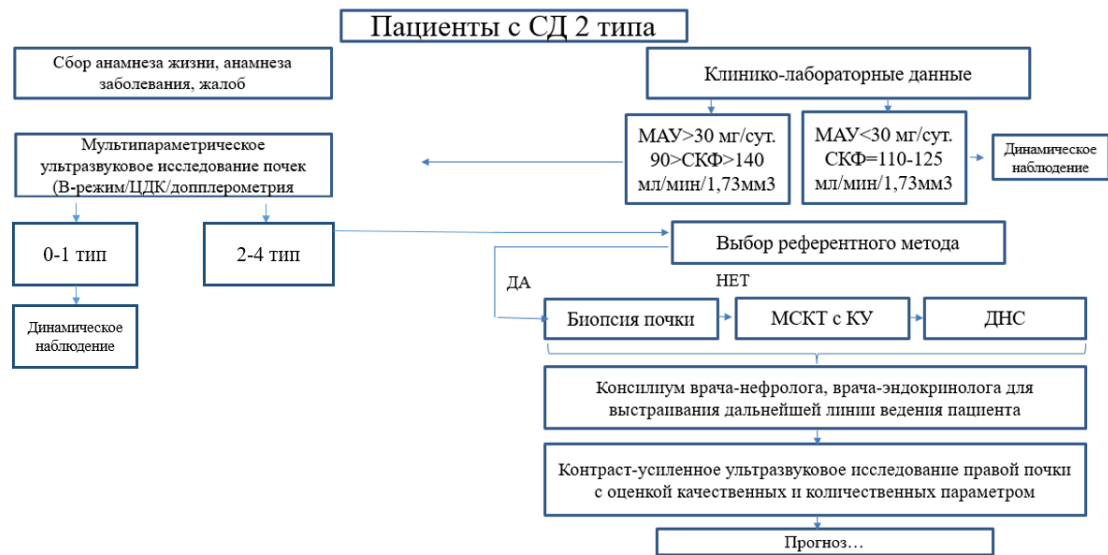 Пациенты с СД 2 типа
Сбор анамнеза жизни, анамнеза
заболевания, жалоб
Клинико-лабораторные данные
МАУ>30 мг/сут.
90>СКФ>140
мл/мин/1,73мм3
МАУ<30 мг/сут.
СКФ=110-125
мл/мин/1,73мм3
Динамическое
наблюдение
Мультипараметрическое
ультразвуковое исследование почек
(В-режим/ЦДК/допплерометрия
0-1 тип
2-4 тип
Выбор референтного метода
Динамическое
наблюдение
ДА
НЕТ
Биопсия почки
МСКТ с КУ
ДНС
Консилиум врача-нефролога, врача-эндокринолога для
выстраивания дальнейшей линии ведения пациента
Контраст-усиленное ультразвуковое исследование правой почки
с оценкой качественных и количественных параметром
Прогноз…